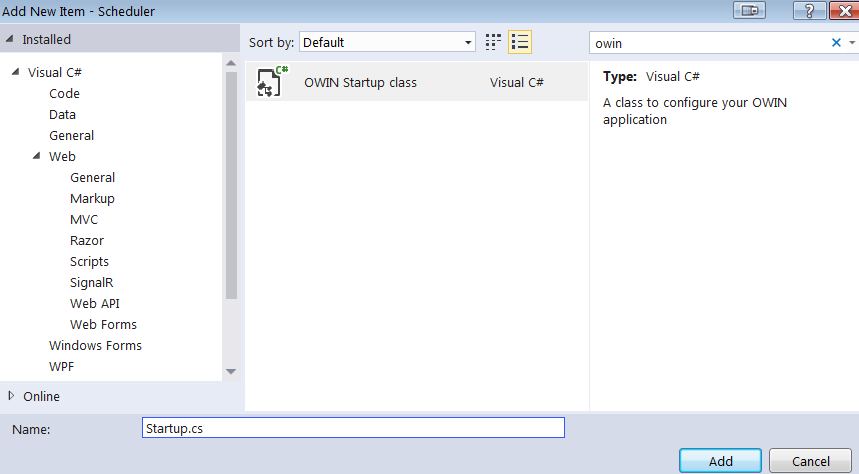 Add New Item - Scheduler
?
Installed
Sort by: Default
owin
Visual C#
Code
Data
General
Web
General
Markup
MVC
Razor
Scripts
SignalR
Web API
Web Forms
Windows Forms
WPF
Online
C# OWIN Startup class Visual C#
Type: Visual C#
A class to configure your OWIN
application
Name: Startup.cs
Add Cancel